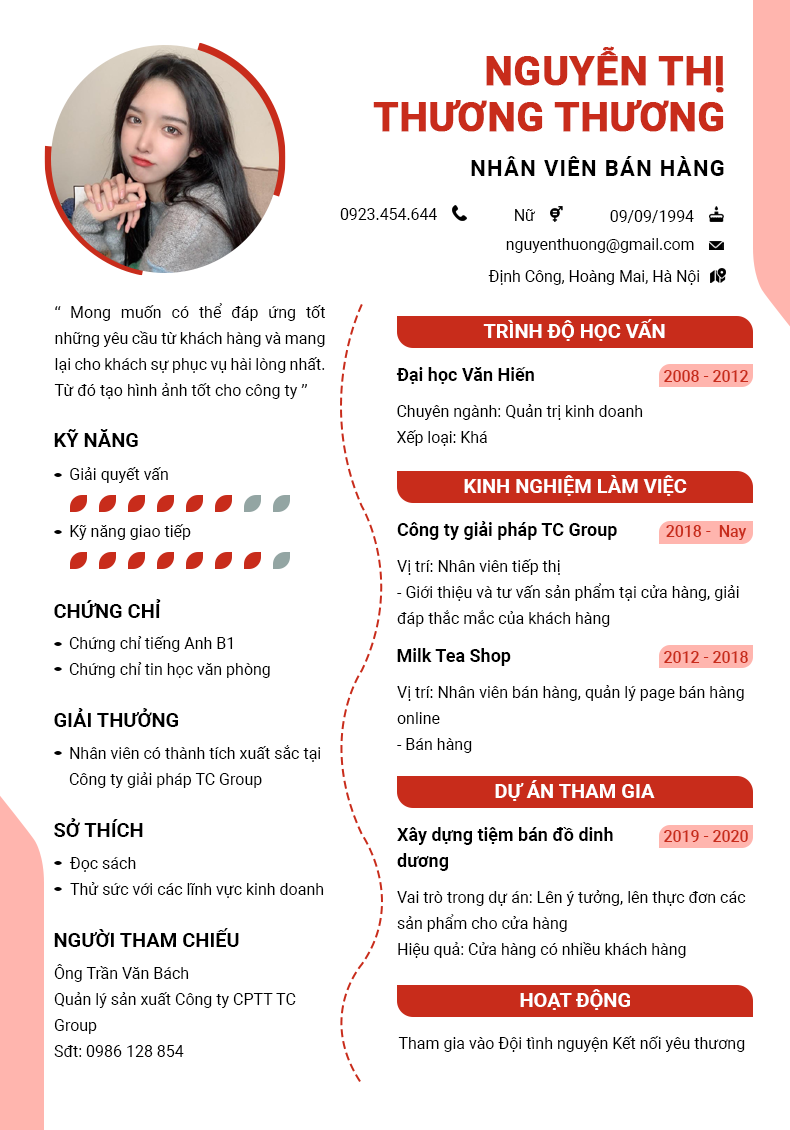 NGUYỄN THỊ
THƯƠNG THƯƠNG
NHÂN VIÊN BÁN HÀNG
0923.454.644 Nữ 09/09/1994
nguyenthuong@gmail.com
Định Công, Hoàng Mai, Hà Nội
“ Mong muốn có thể đáp ứng tốt
những yêu cầu từ khách hàng và mang
lại cho khách sự phục vụ hài lòng nhất.
Từ đó tạo hình ảnh tốt cho công ty ”
KỸ NĂNG
Giải quyết vấn
Kỹ năng giao tiếp
CHỨNG CHỈ
Chứng chỉ tiếng Anh B1
Chứng chỉ tin học văn phòng
GIẢI THƯỞNG
Nhân viên có thành tích xuất sắc tại
Công ty giải pháp TC Group
SỞ THÍCH
Đọc sách
Thử sức với các lĩnh vực kinh doanh
NGƯỜI THAM CHIẾU
Ông Trần Văn Bách
Quản lý sản xuất Công ty CPTT TC
Group
Sđt: 0986 128 854
TRÌNH ĐỘ HỌC VẤN
Đại học Văn Hiến 2008 - 2012
Chuyên ngành: Quản trị kinh doanh
Xếp loại: Khá
KINH NGHIỆM LÀM VIỆC
Công ty giải pháp TC Group 2018 - Nay
Vị trí: Nhân viên tiếp thị
- Giới thiệu và tư vấn sản phẩm tại cửa hàng, giải
đáp thắc mắc của khách hàng
Milk Tea Shop 2012 - 2018
Vị trí: Nhân viên bán hàng, quản lý page bán hàng
online
- Bán hàng
DỰ ÁN THAM GIA
Xây dựng tiệm bán đồ dinh 2019 - 2020
dương
Vai trò trong dự án: Lên ý tưởng, lên thực đơn các
sản phẩm cho cửa hàng
Hiệu quả: Cửa hàng có nhiều khách hàng
HOẠT ĐỘNG
Tham gia vào Đội tình nguyện Kết nối yêu thương